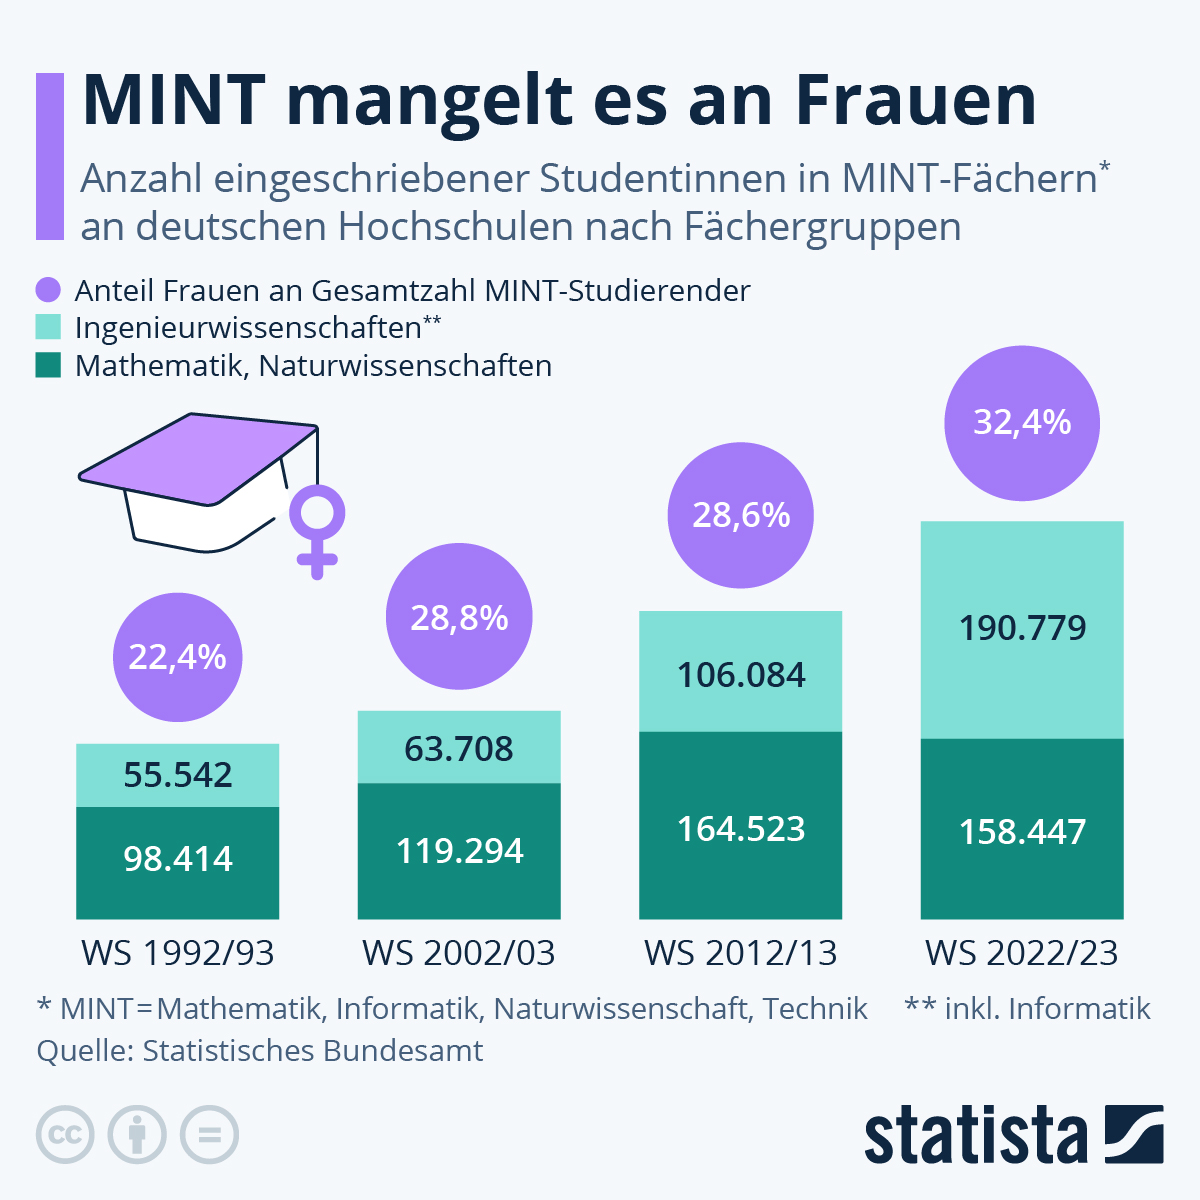 MINT mangelt es an Frauen
Anzahl eingeschriebener Studentinnen in MINT-Fächern*
an deutschen Hochschulen nach Fächergruppen
Anteil Frauen an Gesamtzahl MINT-Studierender
Ingenieurwissenschaften**
Mathematik, Naturwissenschaften
22,4%
28,8%
28,6%
32,4%
55.542
63.708
106.084
190.779
98.414
119.294
164.523
158.447
WS 1992/93
WS 2002/03
WS 2012/13
WS 2022/23
* MINT=Mathematik, Informatik, Naturwissenschaft, Technik
** inkl. Informatik
Quelle: Statistisches Bundesamt
cc
statista